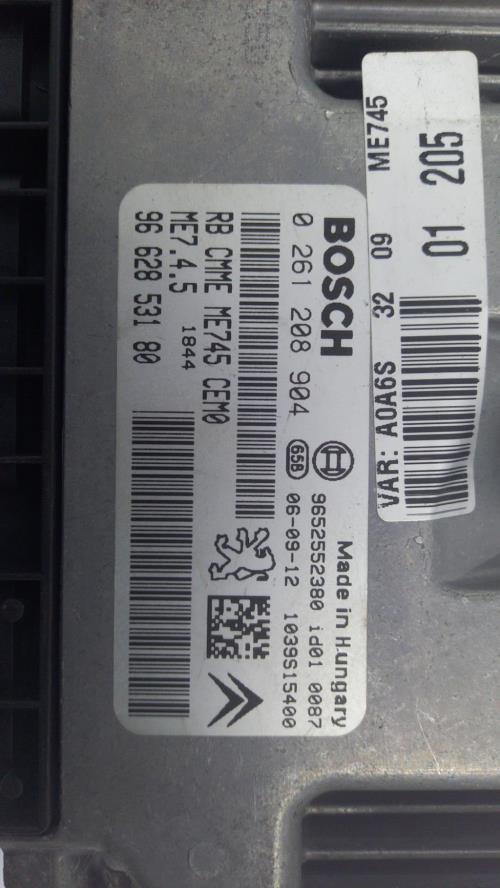 ME745
01 205
VAR: A0A6S 32 09
BOSCH
Made in Hungary
0 261 208 904
9652552380 id01 0087
658 06-09-12 1039S15400
RB CMME ME745 CEM0
ME7.4.5
1844
96 628 531 80